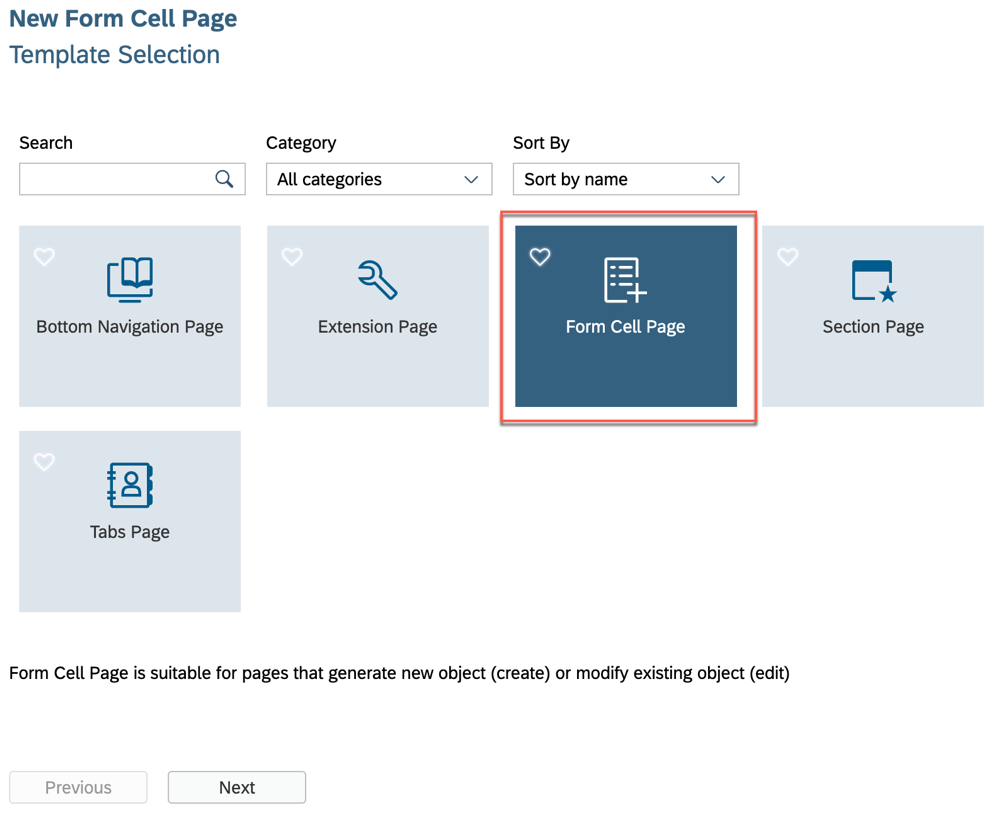 New Form Cell Page
Template Selection
Search
Category
Sort By
All categories
Sort by name
Bottom Navigation Page
Extension Page
Form Cell Page
Section Page
Tabs Page
Form Cell Page is suitable for pages that generate new object (create) or modify existing object (edit)
Previous
Next